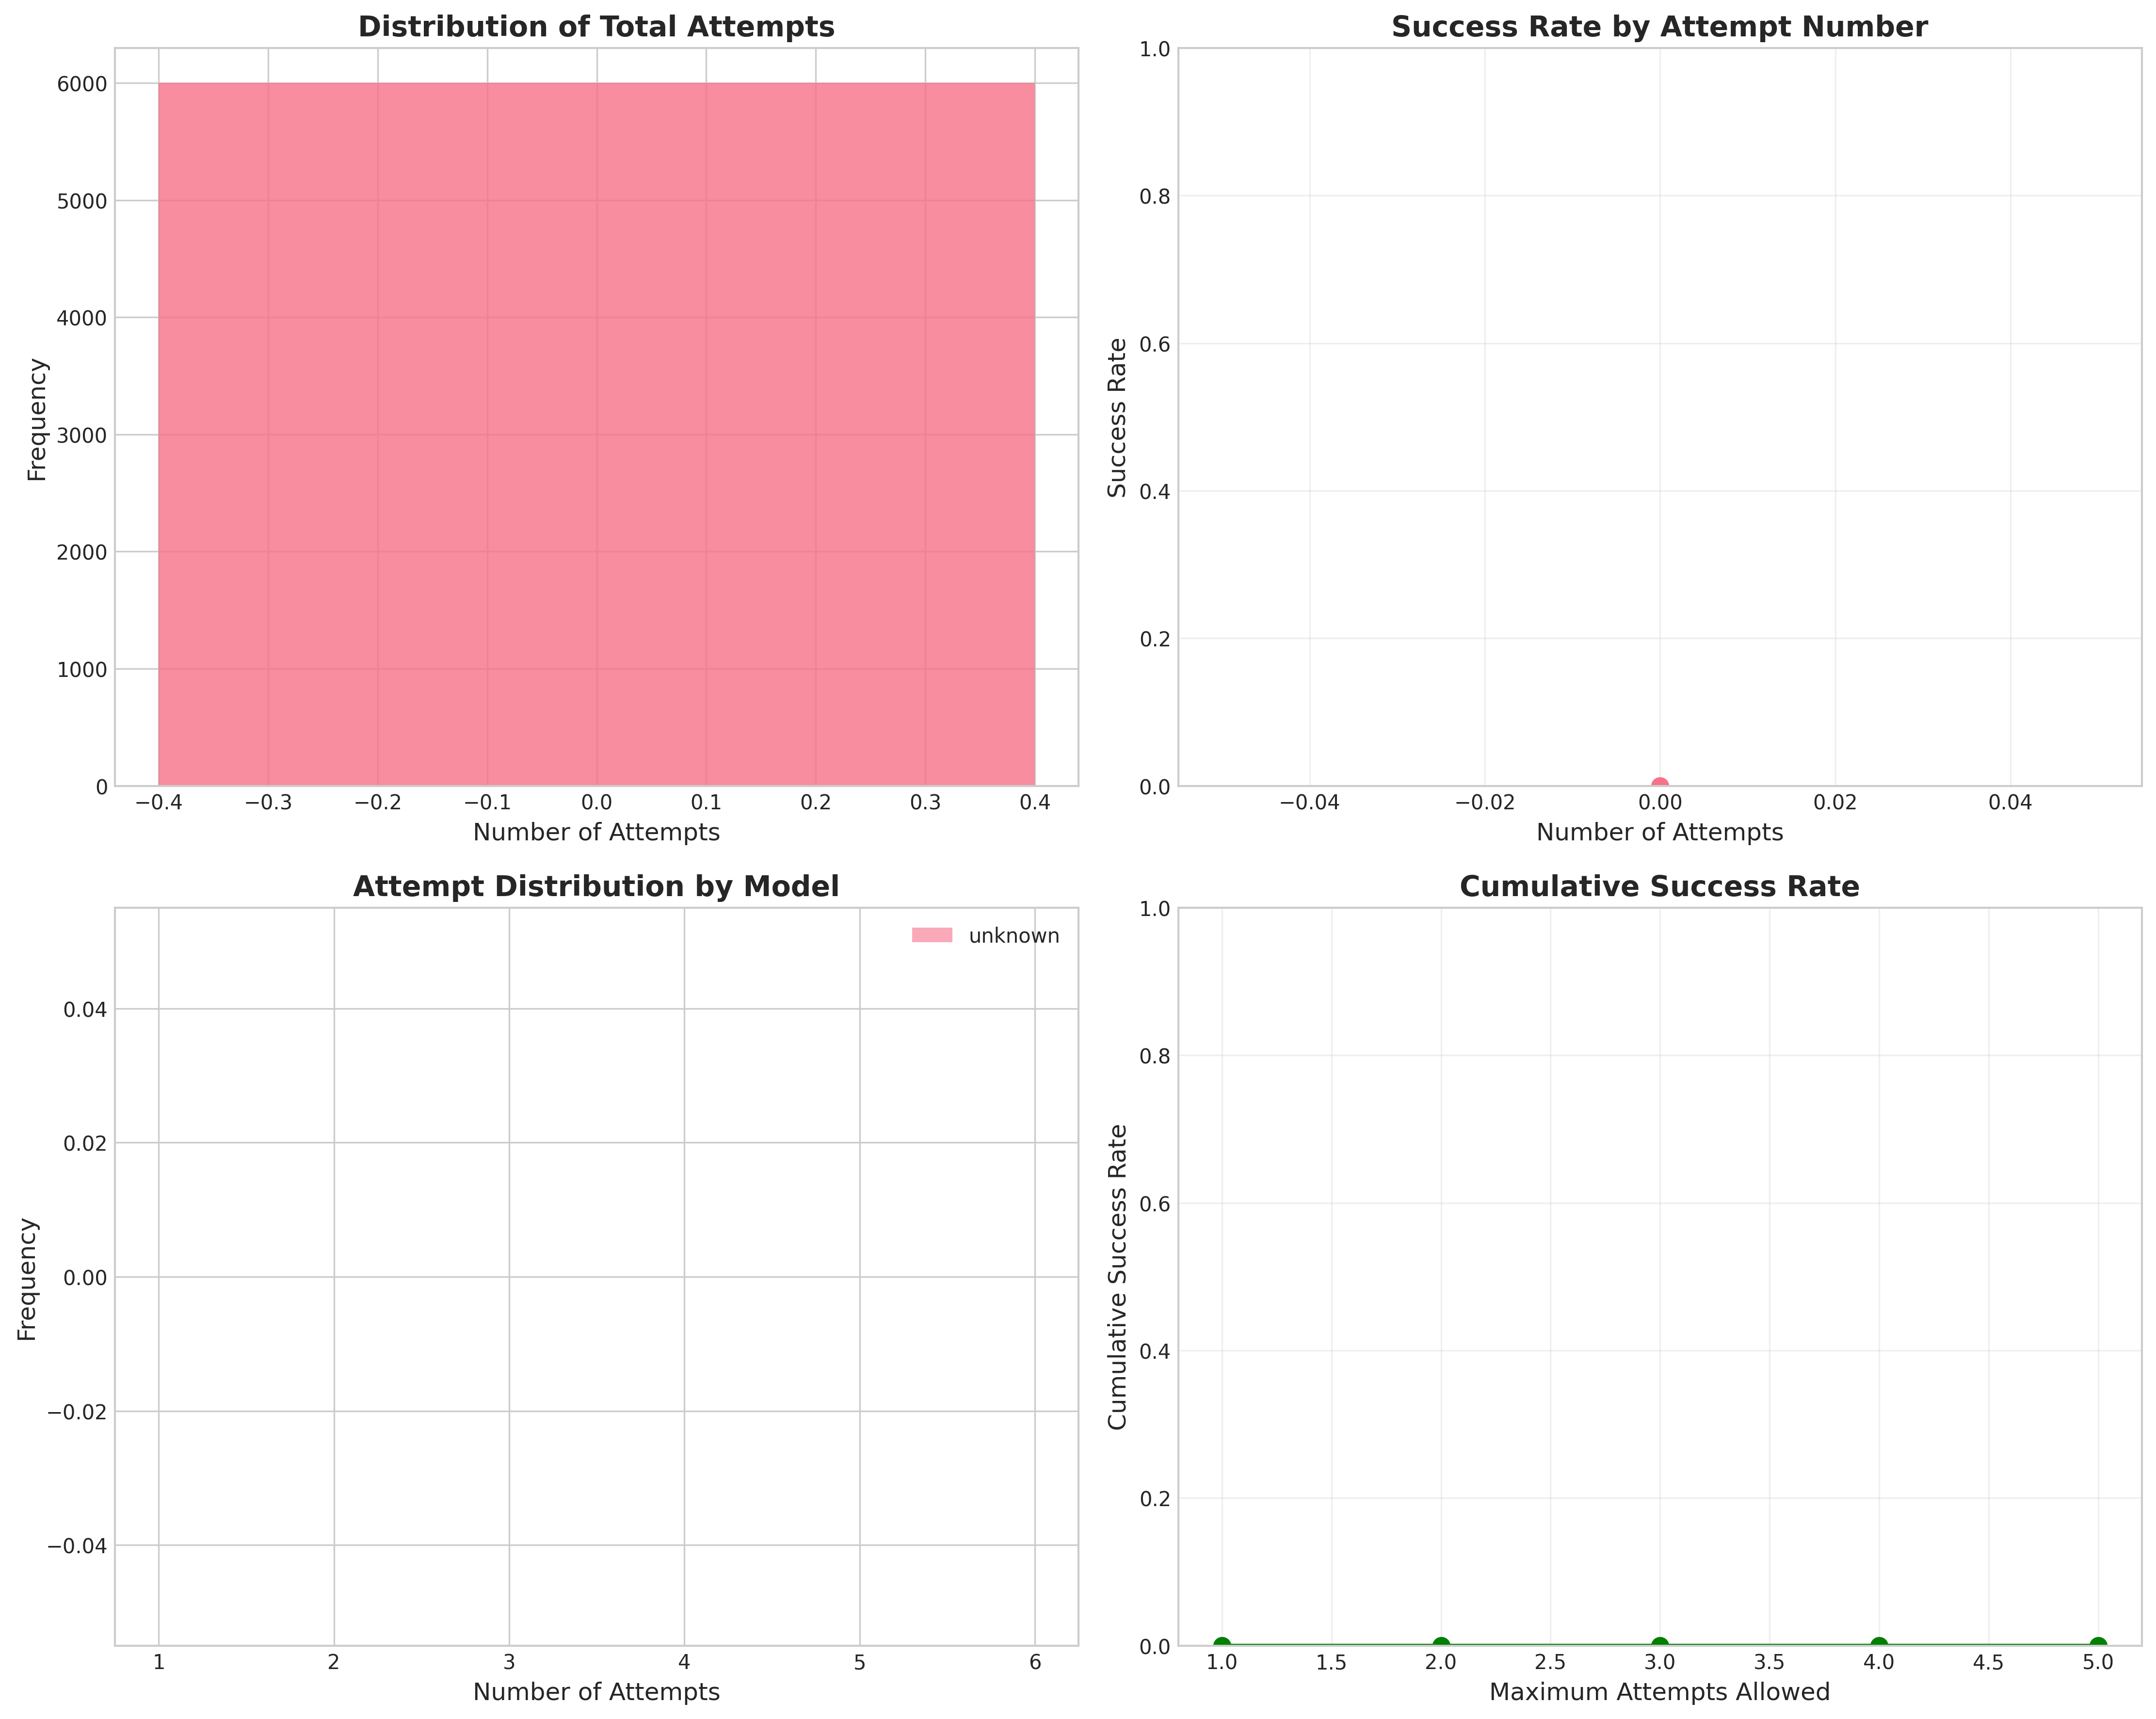 Distribution of Total Attempts
6000
5000
4000
3000
2000
1000
0
Frequency
−0.4 −0.3 −0.2 −0.1 0.0 0.1 0.2 0.3 0.4
Number of Attempts
Success Rate by Attempt Number
1.0
0.8
0.6
0.4
0.2
0.0
Success Rate
−0.04 −0.02 0.00 0.02 0.04
Number of Attempts
Attempt Distribution by Model
unknown
0.04
0.02
0.00
−0.02
−0.04
Frequency
1 2 3 4 5 6
Number of Attempts
Cumulative Success Rate
1.0
0.8
0.6
0.4
0.2
0.0
Cumulative Success Rate
1.0 1.5 2.0 2.5 3.0 3.5 4.0 4.5 5.0
Maximum Attempts Allowed